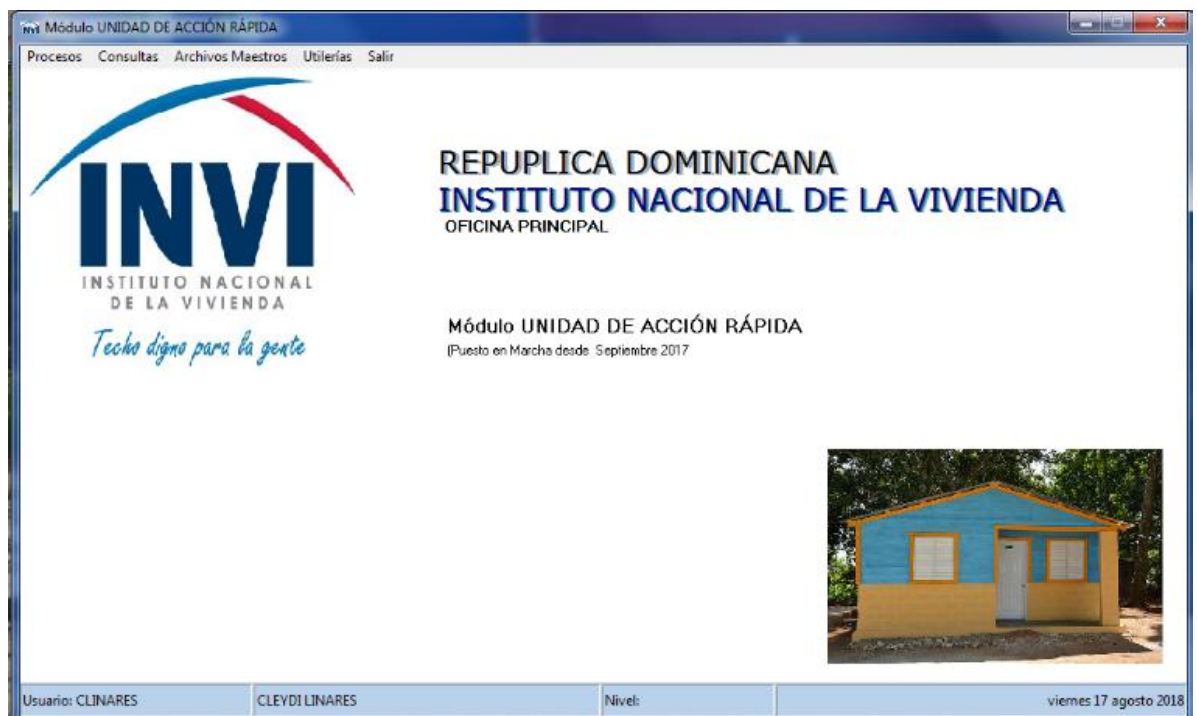 INVI Módulo UNIDAD DE ACCIÓN RÁPIDA
Procesos Consultas Archivos Maestros Utilerías Salir
INVI
INSTITUTO NACIONAL
DE LA VIVIENDA
Techo digno para la gente
REPUPLICA DOMINICANA
INSTITUTO NACIONAL DE LA VIVIENDA
OFICINA PRINCIPAL
Módulo UNIDAD DE ACCIÓN RÁPIDA
(Puesto en Marcha desde Septiembre 2017
Usuario: CLINARES CLEYDI LINARES Nivel: viernes 17 agosto 2018